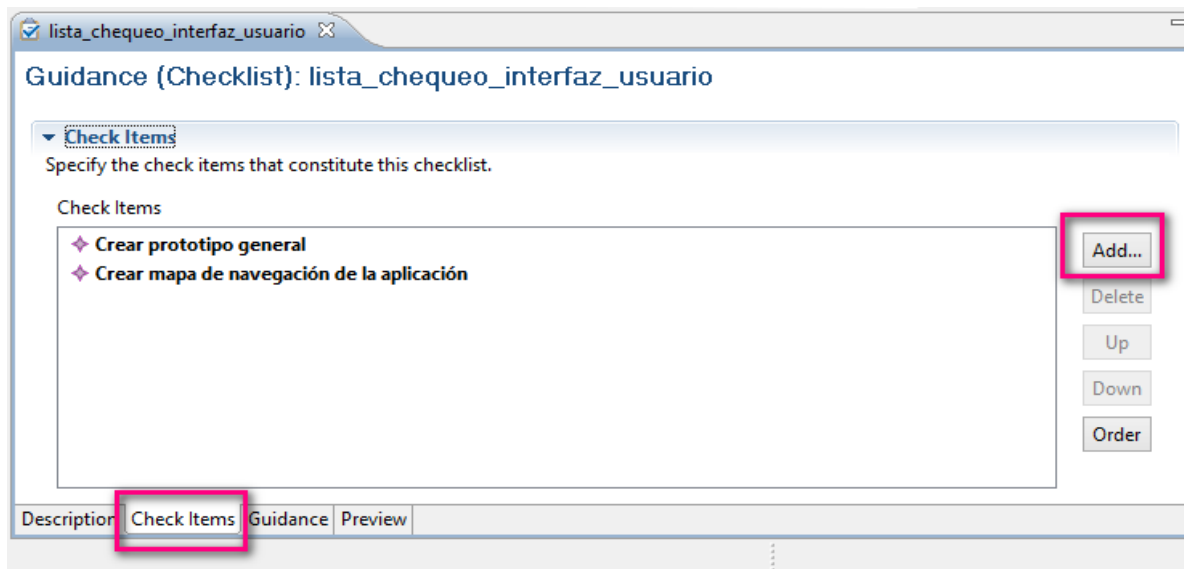 lista_chequeo_interfaz_usuario
Guidance (Checklist): lista_chequeo_interfaz_usuario
Check Items
Specify the check items that constitute this checklist.
Check Items
Crear prototipo general
Crear mapa de navegación de la aplicación
Add...
Delete
Up
Down
Order
Description Check Items Guidance Preview